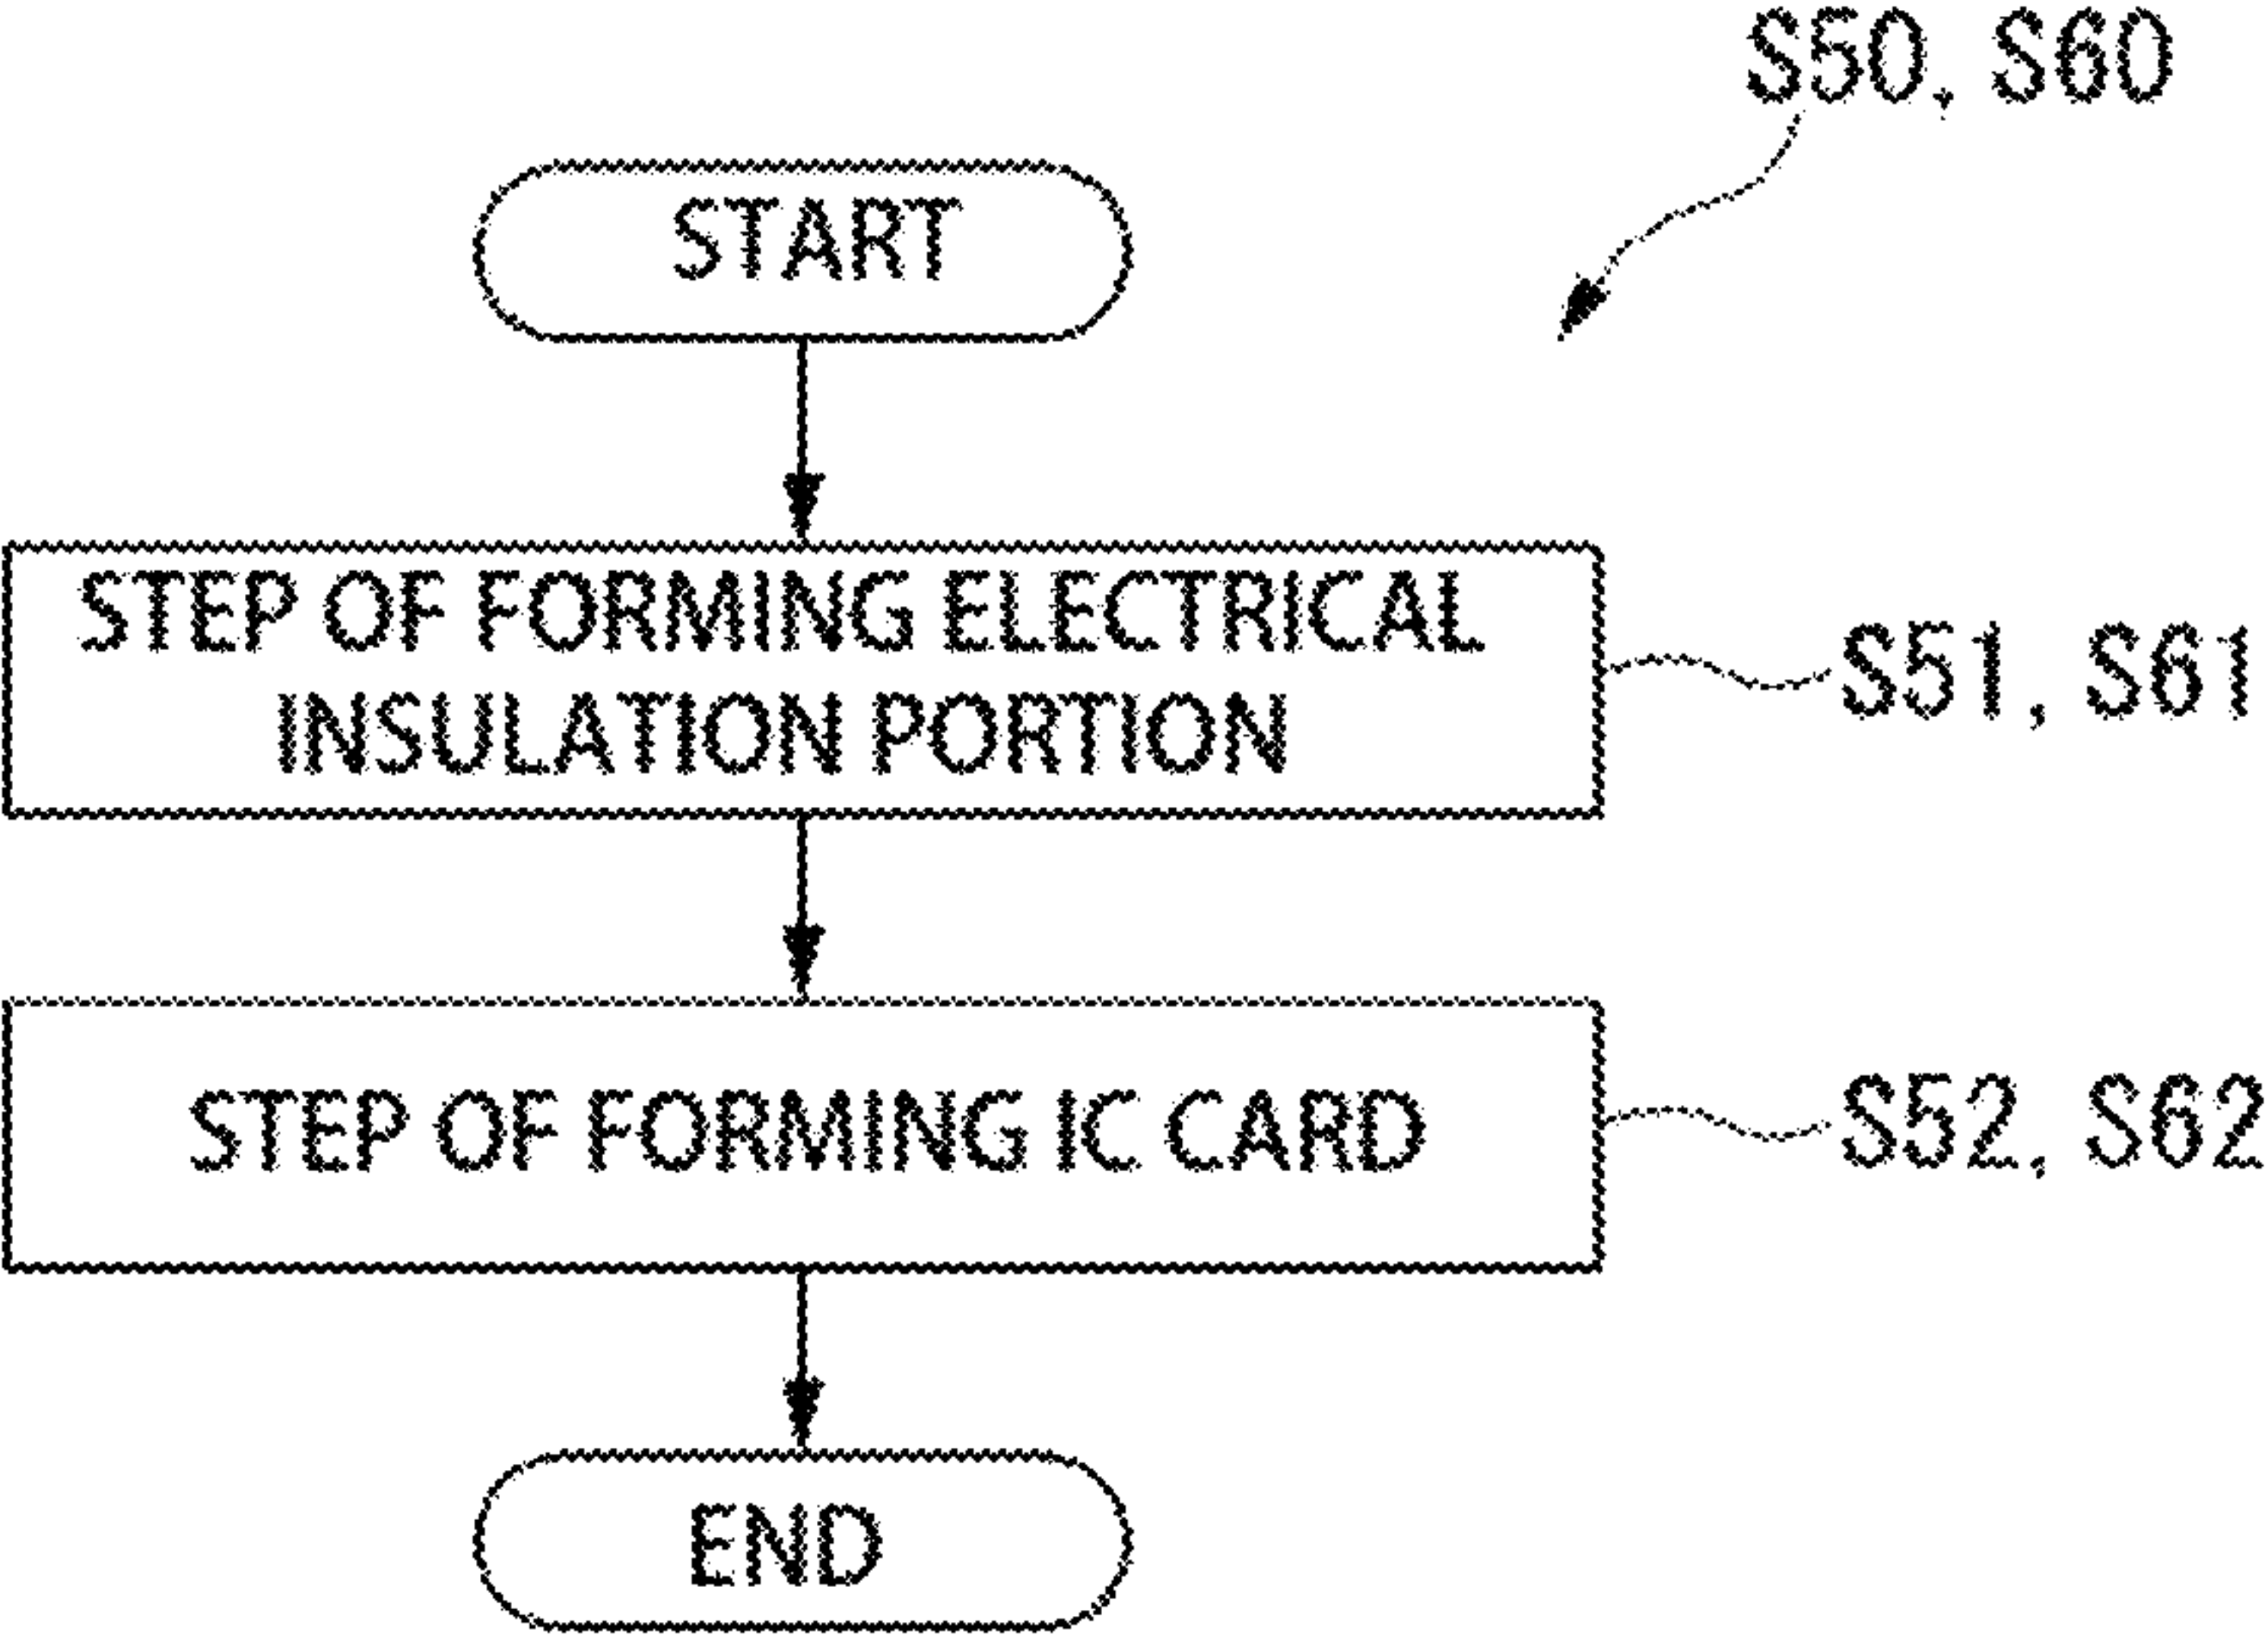 S50, S60
START
STEP OF FORMING ELECTRICAL
INSULATION PORTION
S51, S61
STEP OF FORMING IC CARD
S52, S62
END